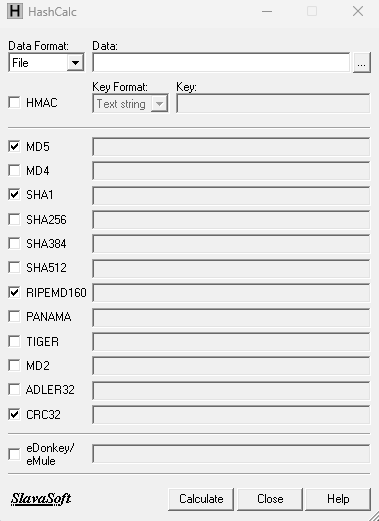 H HashCalc
Data Format: Data:
File ...
Key Format: Key:
HMAC Text string
MD5
MD4
SHA1
SHA256
SHA384
SHA512
RIPEMD160
PANAMA
TIGER
MD2
ADLER32
CRC32
eDonkey/
eMule
SlavaSoft Calculate Close Help